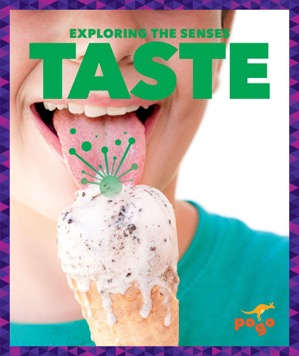 EXPLORING THE SENSES
TASTE
pogo